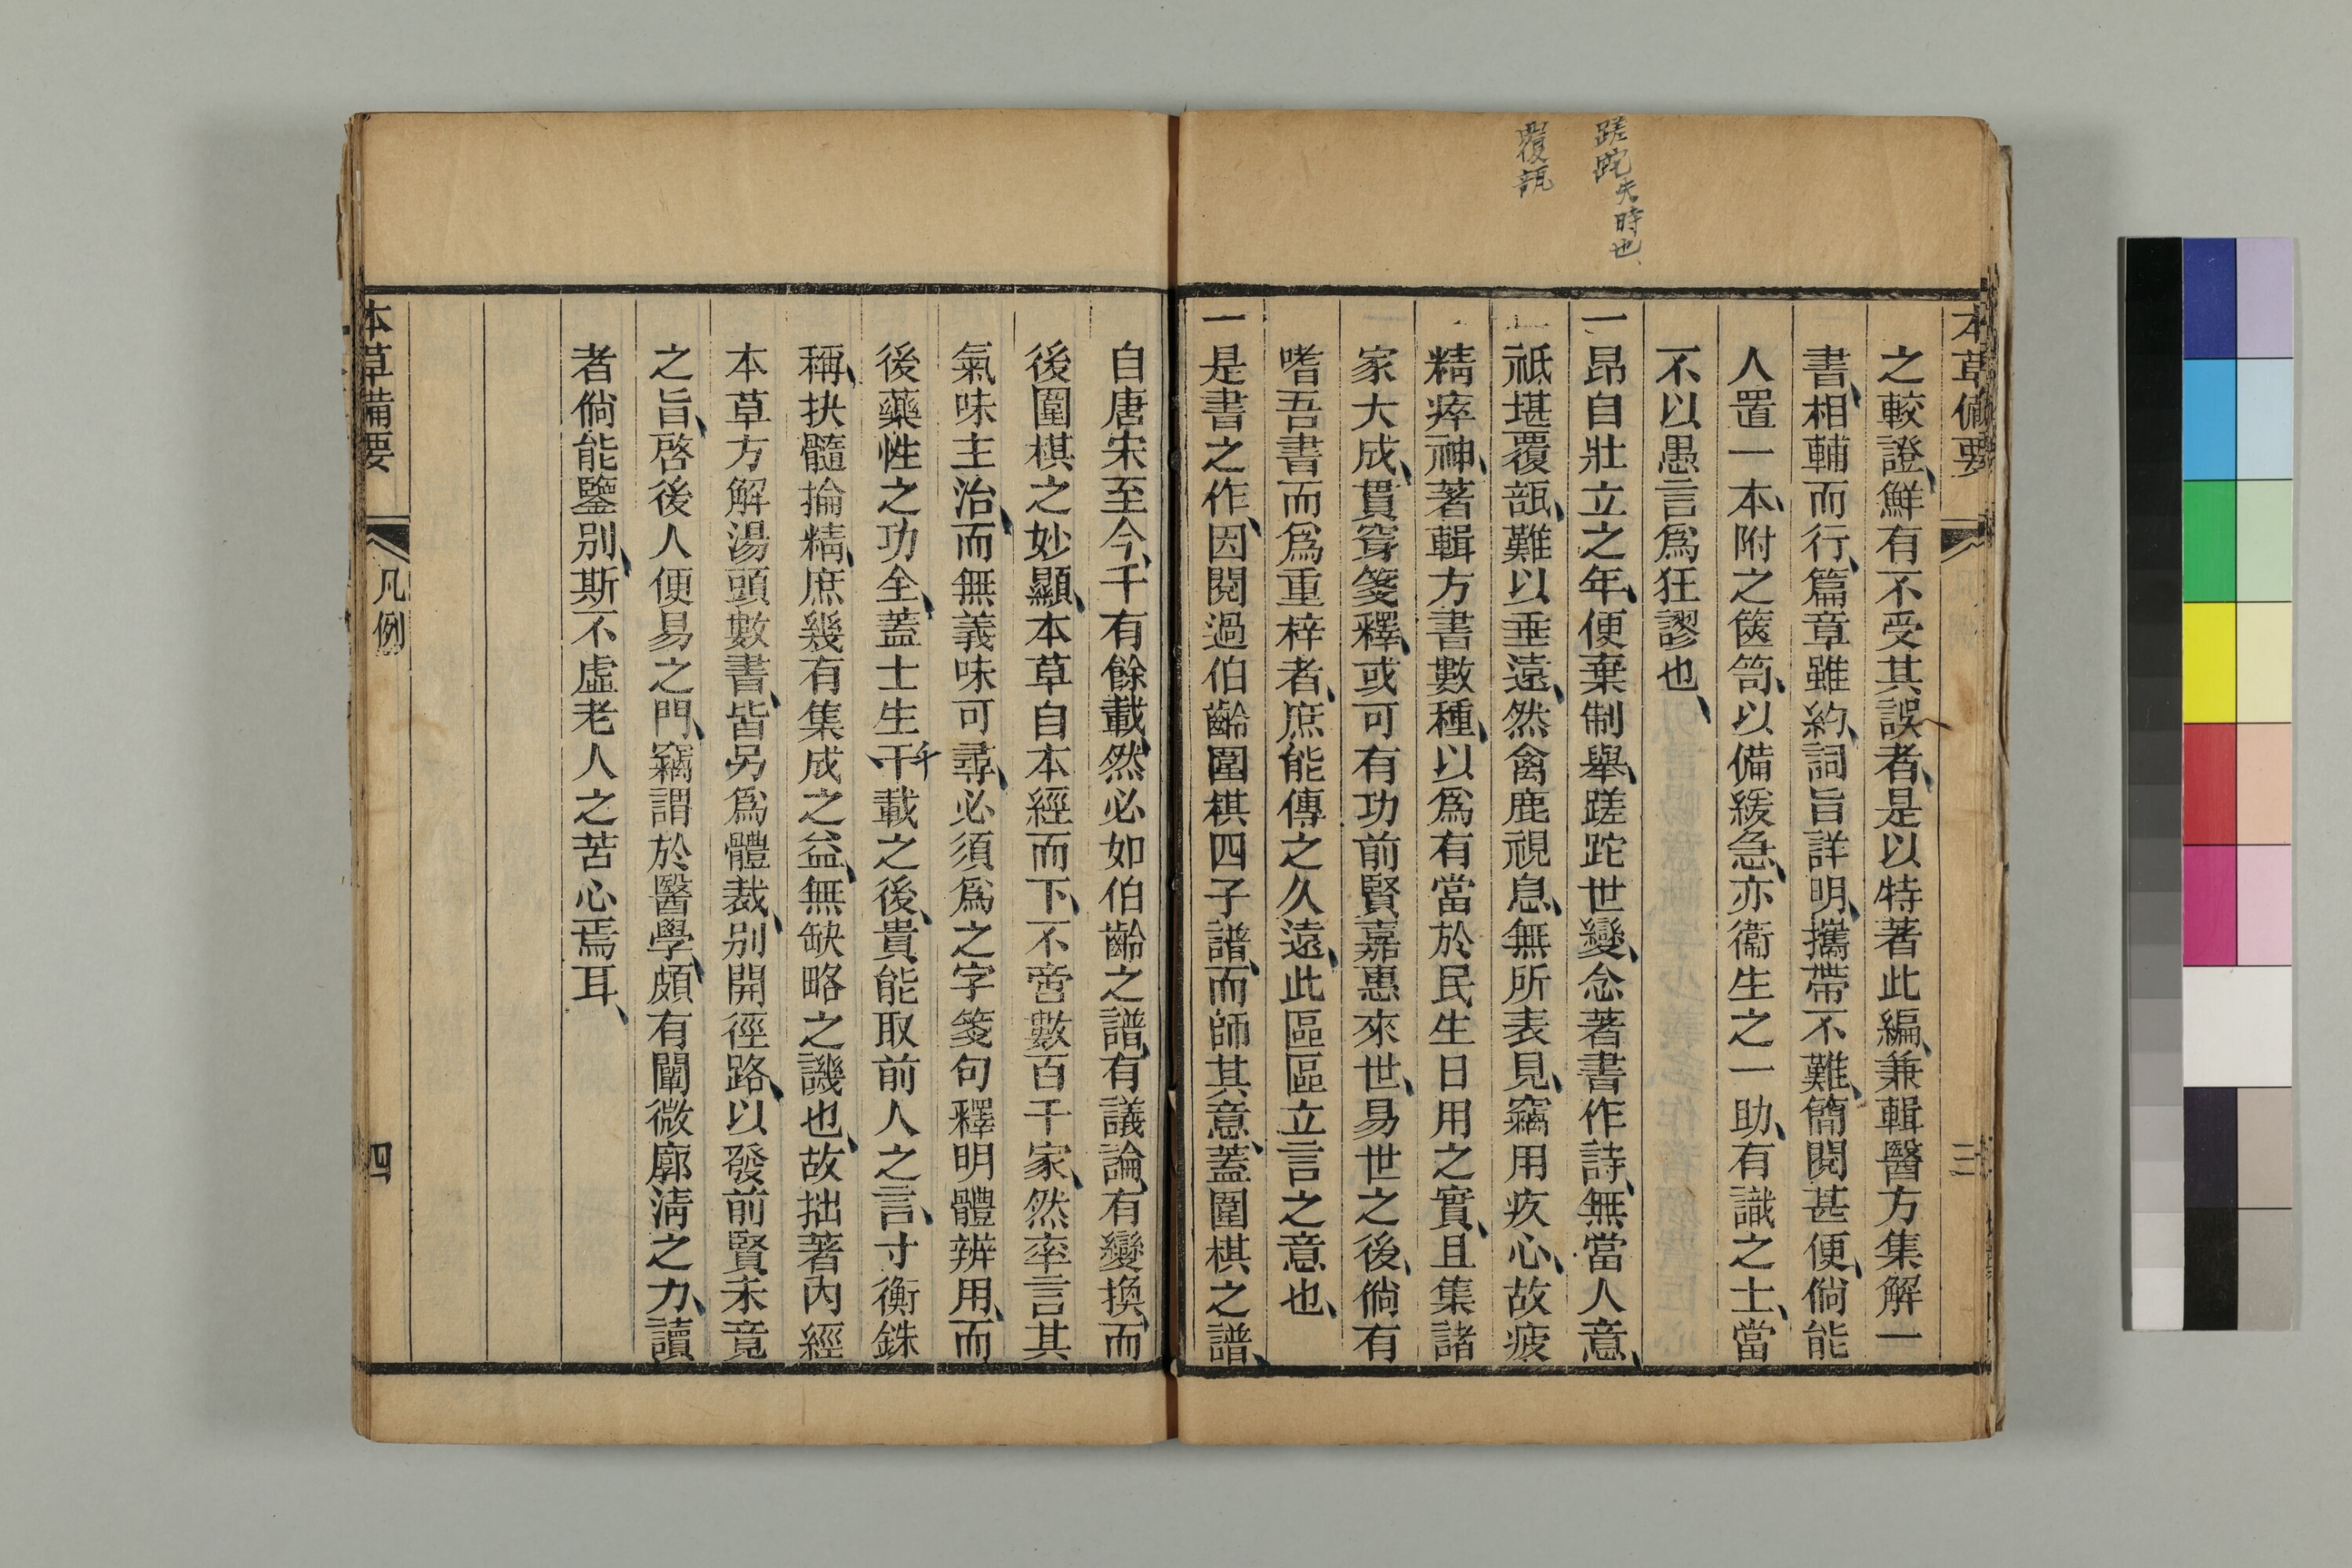 蹉跎失時也
覆瓿
本草備要
三
之較證、鮮有不受其誤者、是以特著此編、兼輯醫方集解一
書、相輔而行、篇章雖約、詞旨詳明、攜帶不難、簡閱甚便、倘能
人置一本、附之篋笥、以備緩急、亦衞生之一助、有識之士、當
不以愚言爲狂謬也、
一昂自壯立之年、便棄制舉、蹉跎世變、念著書作詩、無當人意、
祗堪覆瓿、難以垂遠、然禽鹿視息、無所表見、竊用疚心、故疲
精瘁神、著輯方書數種、以爲有當於民生日用之實、且集諸
家大成、貫穿箋釋、或可有功前賢嘉惠來世、易世之後、倘有
嗜吾書而爲重梓者、庶能傳之久遠、此區區立言之意也、
一是書之作、因閱過伯齡圍棋四子譜、而師其意、蓋圍棋之譜、
自唐宋至今、千有餘載、然必如伯齡之譜、有議論、有變換、而
後圍棋之妙顯、本草自本經而下、不啻數百千家、然率言其
氣味主治、而無義味可尋、必須爲之字箋句釋明體辨用、而
後藥性之功全、蓋士生千干載之後、貴能取前人之言、寸衡銖
稱、抉髓掄精、庶幾有集成之益、無缺略之譏也、故拙著內經
本草方解湯頭數書、皆另爲體裁、别開徑路、以發前賢未竟
之旨、啓後人便易之門、竊謂於醫學、頗有闡微廓淸之力、讀
者倘能鑒别、斯不虛老人之苦心焉耳、
本草備要
凡例
四